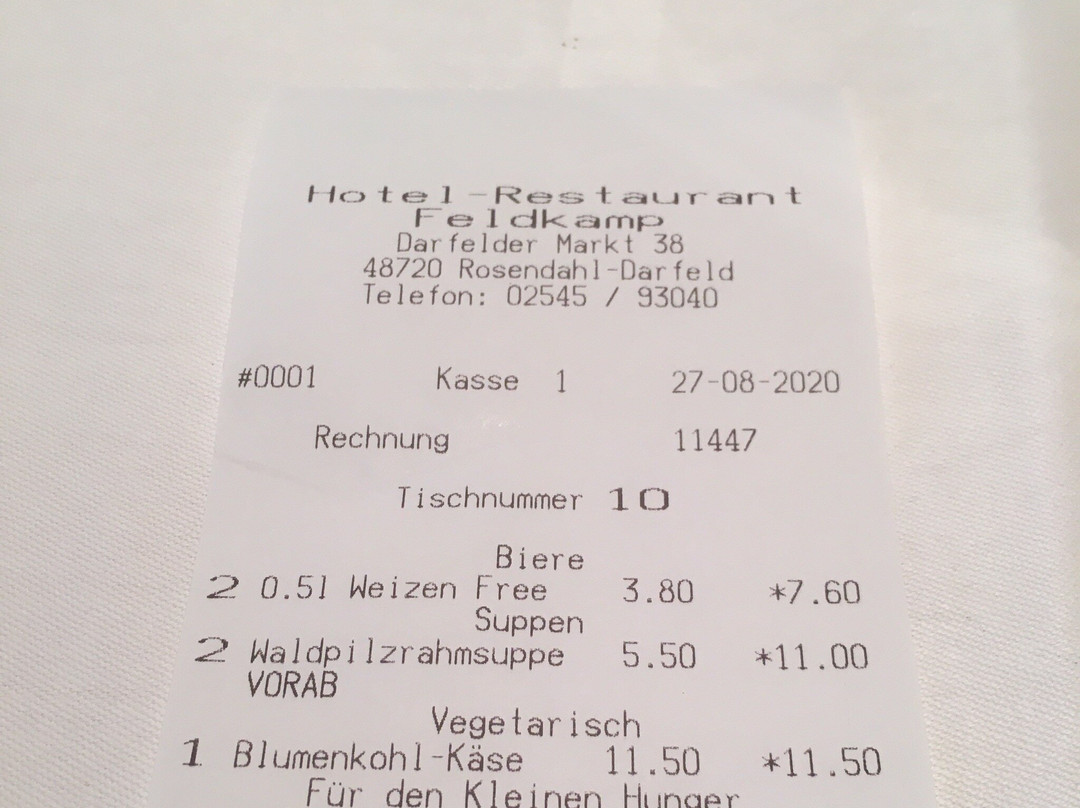 Hotel-Restaurant
Feldkamp
Darfelder Markt 38
48720 Rosendahl-Darfeld
Telefon: 02545 / 93040
#0001 Kasse 1 27-08-2020
Rechnung 11447
Tischnummer 10
Biere
2 0.5l Weizen Free 3.80 *7.60
Suppen
2 Waldpilzrahmsuppe 5.50 *11.00
VORAB
Vegetarisch
1 Blumenkohl-Käse 11.50 *11.50
Für den Kleinen Hunger